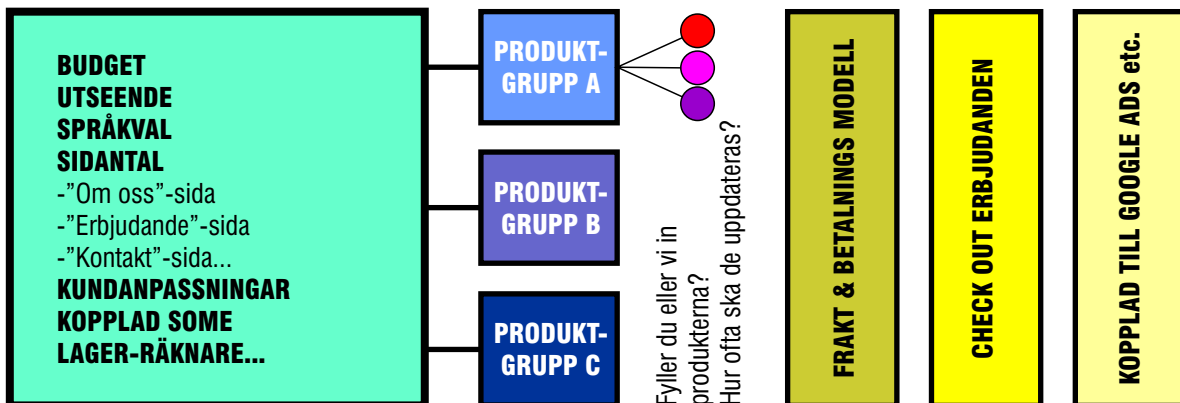 BUDGET
UTSEENDE
SPRÅKVAL
SIDANTAL
-”Om oss”-sida
-”Erbjudande”-sida
-”Kontakt”-sida...
KUNDANPASSNINGAR
KOPPLAD SOME
LAGER-RÄKNARE...
PRODUKT-
GRUPP A
PRODUKT-
GRUPP B
PRODUKT-
GRUPP C
Fyller du eller vi in
produkterna?
Hur ofta ska de uppdateras?
FRAKT & BETALNINGS MODELL
CHECK OUT ERBJUDANDEN
KOPPLAD TILL GOOGLE ADS etc.